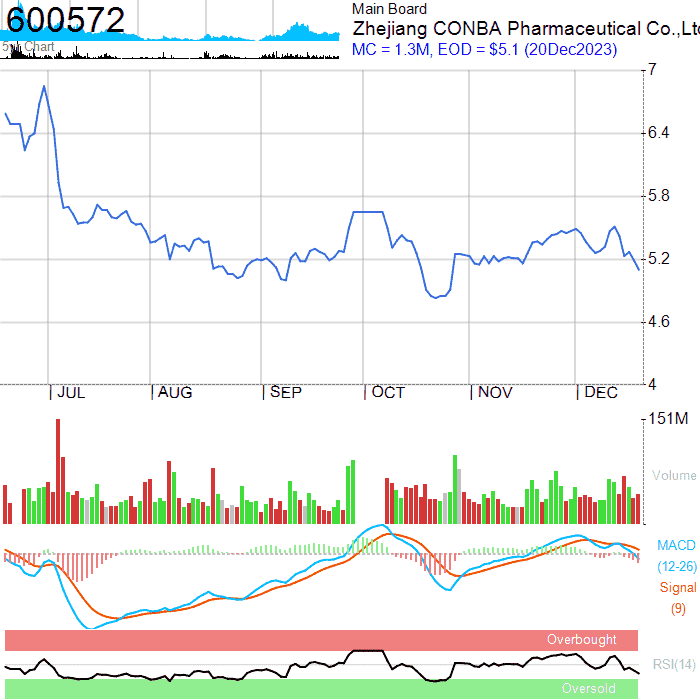 600572
5yr Chart
Main Board
Zhejiang CONBA Pharmaceutical Co.,Ltd
MC = 1.3M, EOD = $5.1 (20Dec2023)
7
6.4
5.8
5.2
4.6
4
JUL
AUG
SEP
OCT
NOV
DEC
151M
Volume
MACD
(12-26)
Signal
(9)
Overbought
RSI(14)
Oversold